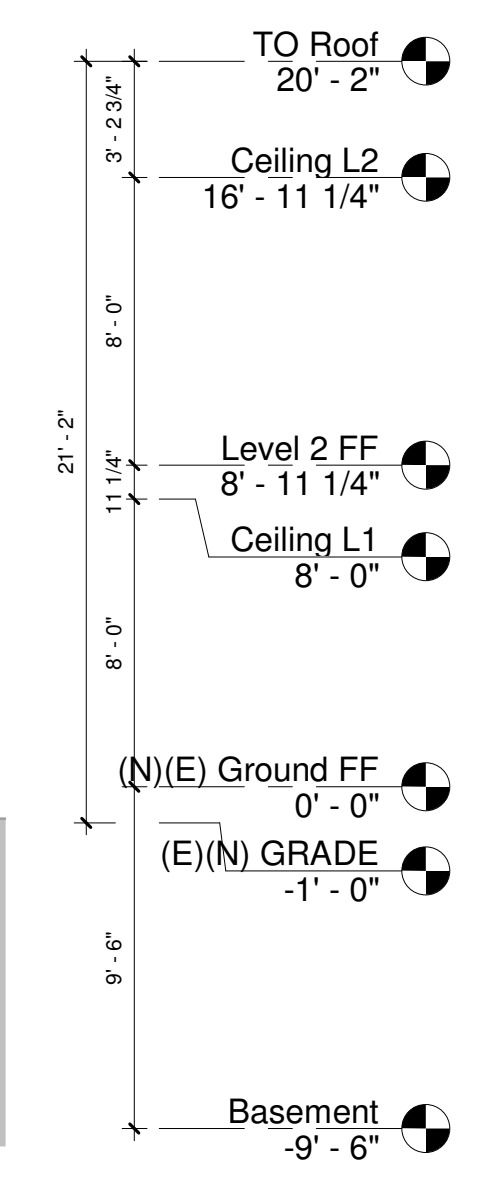 TO Roof
20' - 2"
3' - 2 3/4"
Ceiling L2
16' - 11 1/4"
8' - 0"
21' - 2"
Level 2 FF
8' - 11 1/4"
11 1/4"
Ceiling L1
8' - 0"
8' - 0"
(N)(E) Ground FF
0' - 0"
(E)(N) GRADE
-1' - 0"
9' - 6"
Basement
-9' - 6"